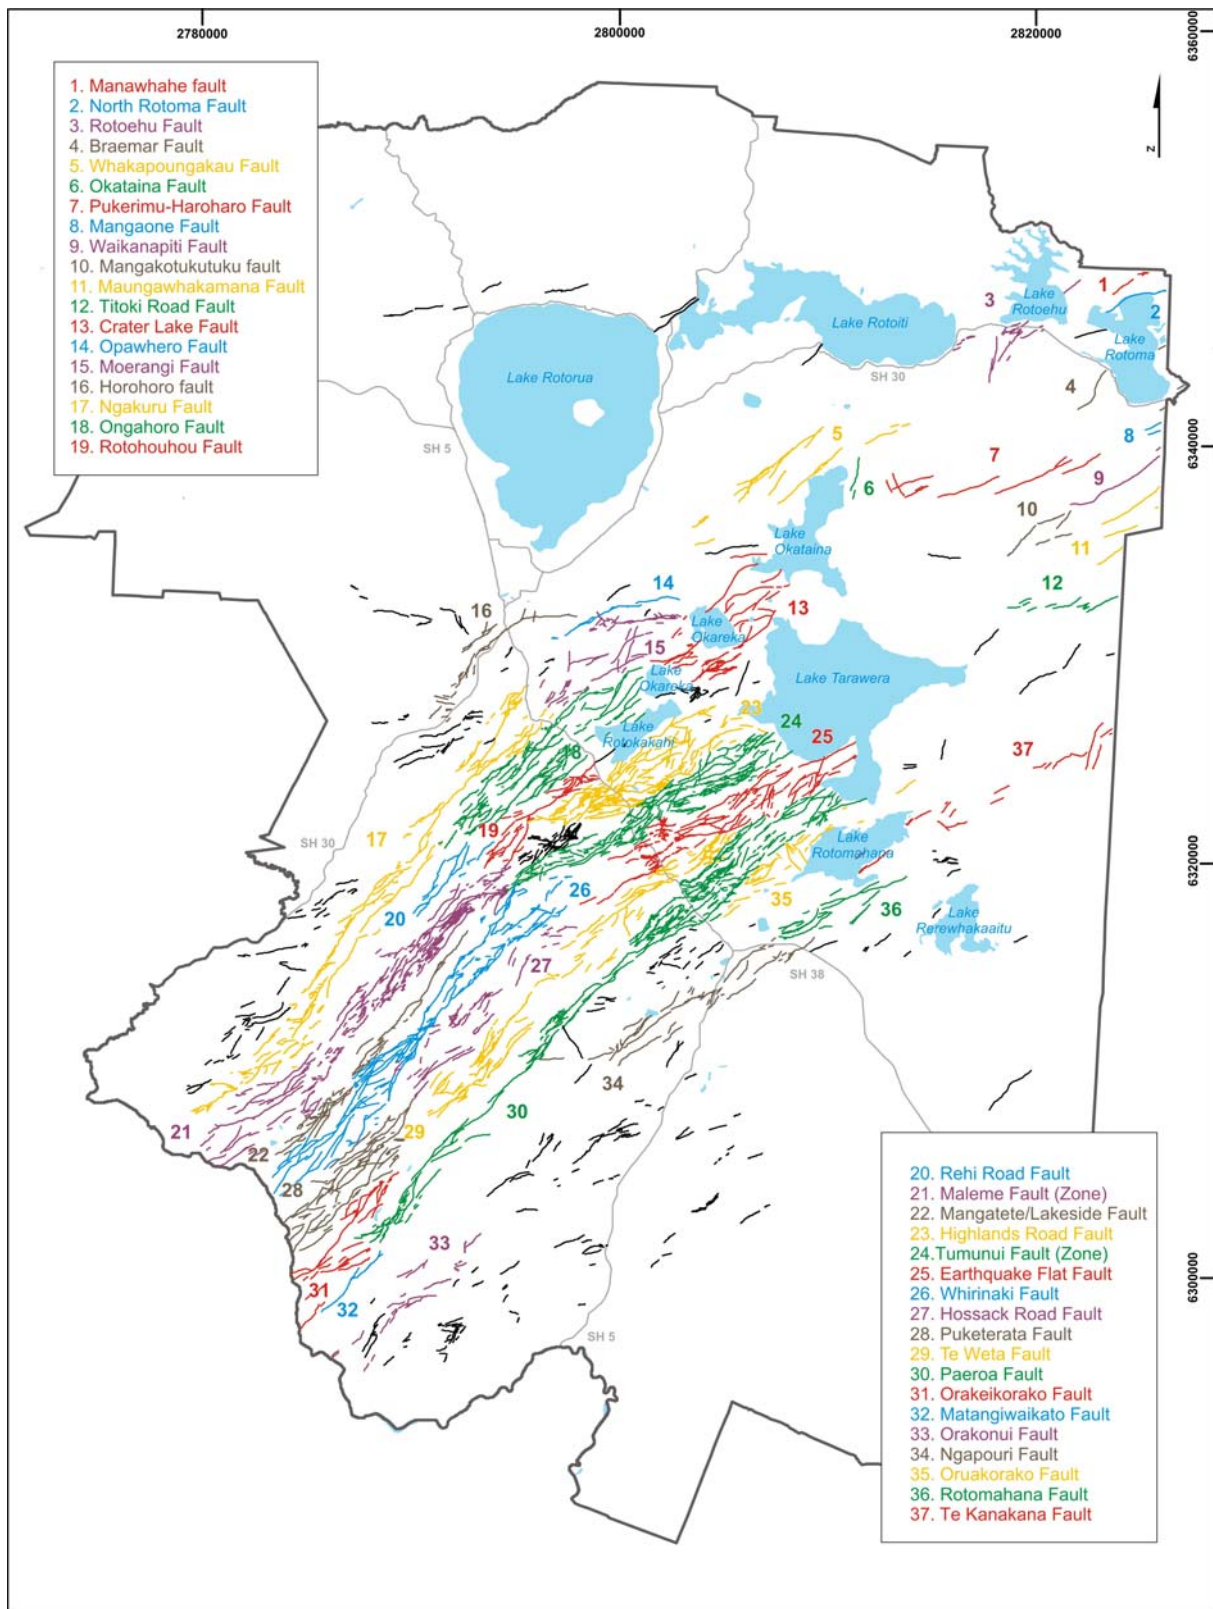 2780000
2800000
2820000
6360000
1. Manawhahe fault
2. North Rotoma Fault
3. Rotoehu Fault
4. Braemar Fault
5. Whakapoungakau Fault
6. Okataina Fault
7. Pukerimu-Haroharo Fault
8. Mangaone Fault
9. Waikanapiti Fault
10. Mangakotukutuku fault
11. Maungawhakamana Fault
12. Titoki Road Fault
13. Crater Lake Fault
14. Opawhero Fault
15. Moerangi Fault
16. Horohoro fault
17. Ngakuru Fault
18. Ongahoro Fault
19. Rotohouhou Fault
N
1
3
Lake
Rotoehu
2
Lake Rotoiti
Lake
Rotoma
Lake Rotorua
SH 30
4
5
8
SH 5
6340000
7
9
6
10
Lake
Okataina
11
14
12
16
13
Lake
Okareka
15
Lake
Okareka
Lake Tarawera
23
24
Lake
Rotokakahi
18
25
37
19
17
SH 30
Lake
Rotomahana
6320000
26
20
35
36
Lake
Rerewhakaaitu
27
SH 38
34
30
21
29
22
28
33
31
32
6300000
SH 5
20. Rehi Road Fault
21. Maleme Fault (Zone)
22. Mangatete/Lakeside Fault
23. Highlands Road Fault
24.Tumunui Fault (Zone)
25. Earthquake Flat Fault
26. Whirinaki Fault
27. Hossack Road Fault
28. Puketerata Fault
29. Te Weta Fault
30. Paeroa Fault
31. Orakeikorako Fault
32. Matangiwaikato Fault
33. Orakonui Fault
34. Ngapouri Fault
35. Oruakorako Fault
36. Rotomahana Fault
37. Te Kanakana Fault